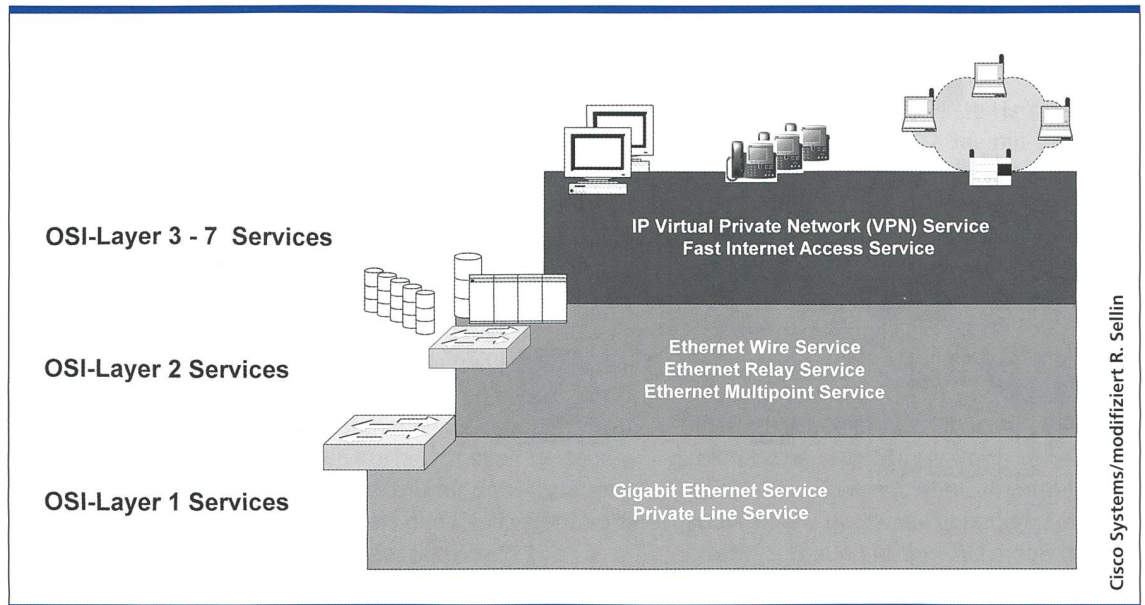 OSI-Layer 3 - 7 Services
IP Virtual Private Network (VPN) Service
Fast Internet Access Service
OSI-Layer 2 Services
Ethernet Wire Service
Ethernet Relay Service
Ethernet Multipoint Service
OSI-Layer 1 Services
Gigabit Ethernet Service
Private Line Service
Cisco Systems/modifiziert R. Sellin